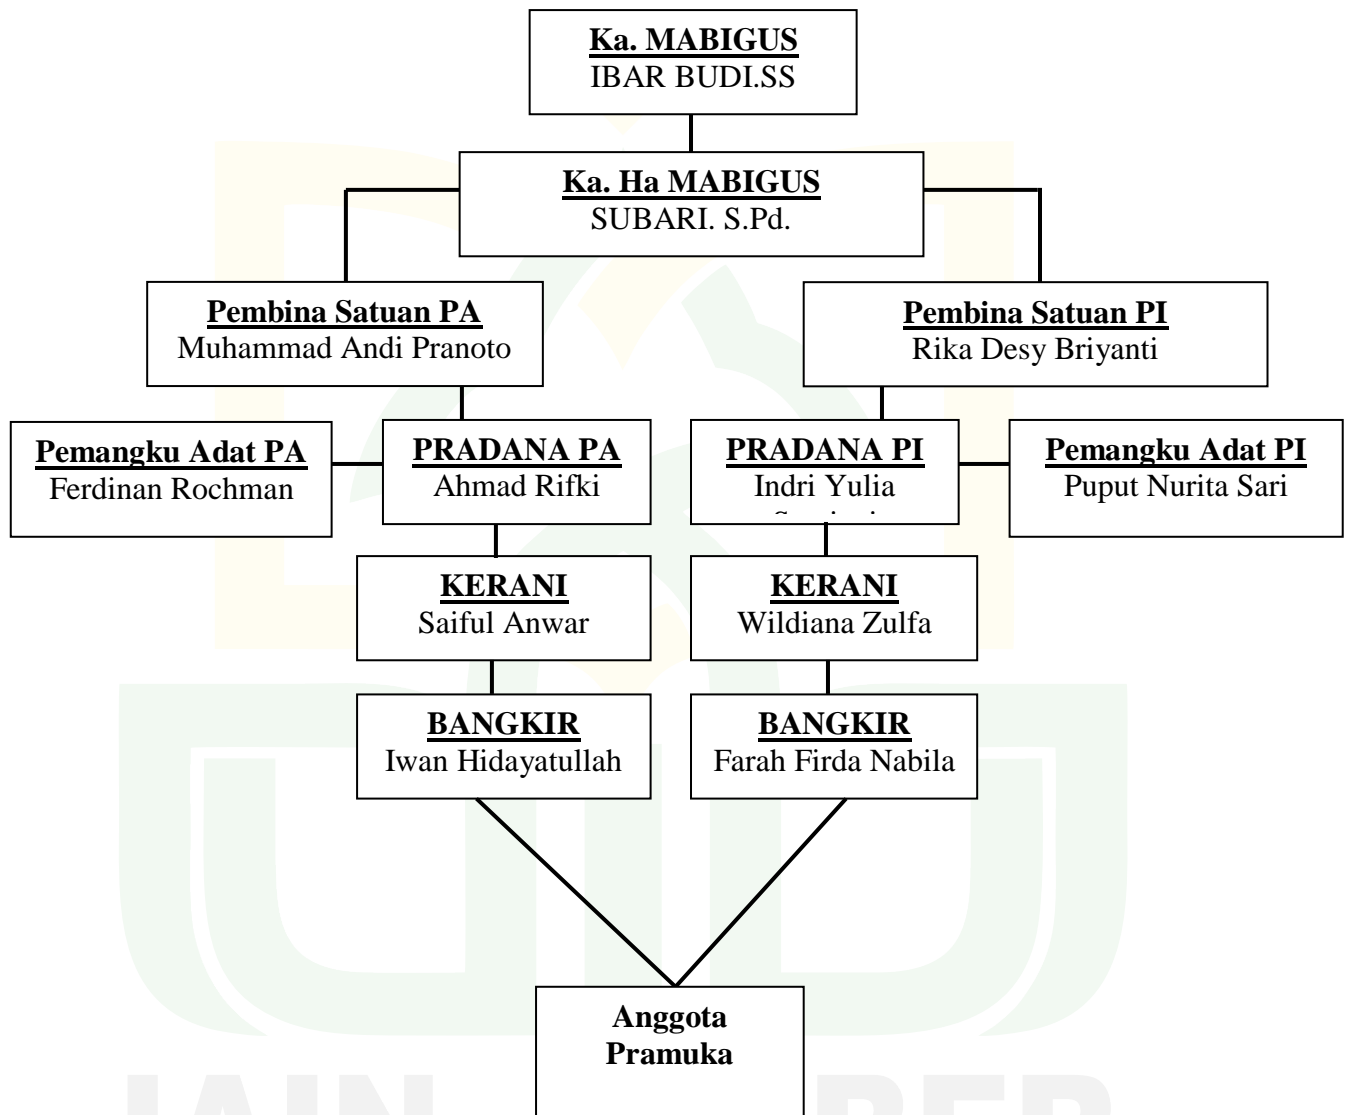 Ka. MABIGUS
IBAR BUDI.SS
Ka. Ha MABIGUS
SUBARI. S.Pd.
Pembina Satuan PA
Muhammad Andi Pranoto
Pembina Satuan PI
Rika Desy Briyanti
Pemangku Adat PA
Ferdinan Rochman
PRADANA PA
Ahmad Rifki
PRADANA PI
Indri Yulia
Pemangku Adat PI
Puput Nurita Sari
KERANI
Saiful Anwar
KERANI
Wildiana Zulfa
BANGKIR
Iwan Hidayatullah
BANGKIR
Farah Firda Nabila
Anggota
Pramuka